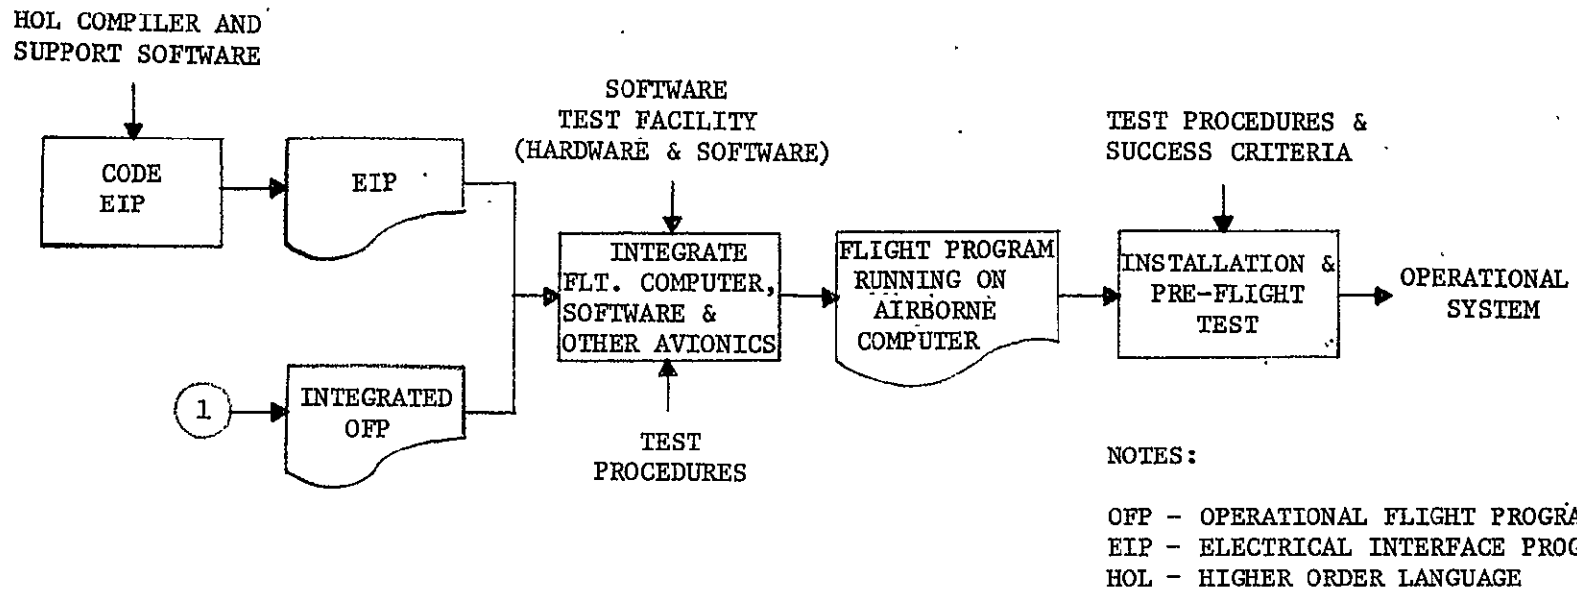 HOL COMPILER AND
SUPPORT SOFTWARE
CODE
EIP
EIP
SOFTWARE
TEST FACILITY
(HARDWARE & SOFTWARE)
INTEGRATE
FLT. COMPUTER,
SOFTWARE &
OTHER AVIONICS
1
INTEGRATED
OFP
TEST
PROCEDURES
FLIGHT PROGRAM
RUNNING ON
AIRBORNE
COMPUTER
TEST PROCEDURES &
SUCCESS CRITERIA
INSTALLATION &
PRE-FLIGHT
TEST
OPERATIONAL
SYSTEM
NOTES:
OFP - OPERATIONAL FLIGHT PROGRA
EIP - ELECTRICAL INTERFACE PROG
HOL - HIGHER ORDER LANGUAGE